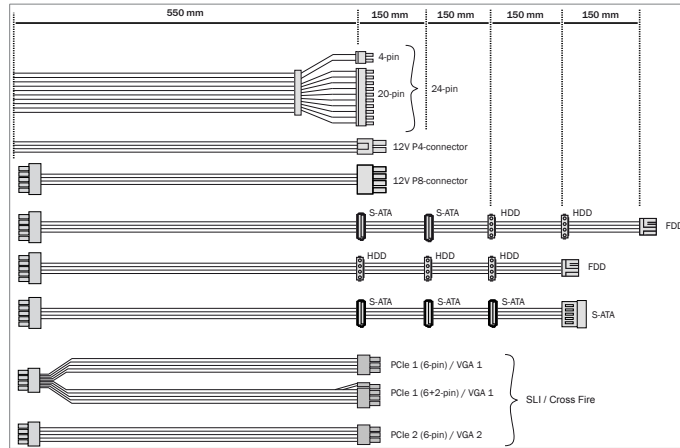 550 mm 150 mm 150 mm 150 mm 150 mm
4-pin
20-pin 24-pin
12V P4-connector
12V P8-connector
S-ATA S-ATA HDD HDD
FDD
HDD HDD HDD
FDD
S-ATA S-ATA S-ATA
S-ATA
PCIe 1 (6-pin) / VGA 1
PCIe 1 (6+2-pin) / VGA 1
SLI / Cross Fire
PCIe 2 (6-pin) / VGA 2